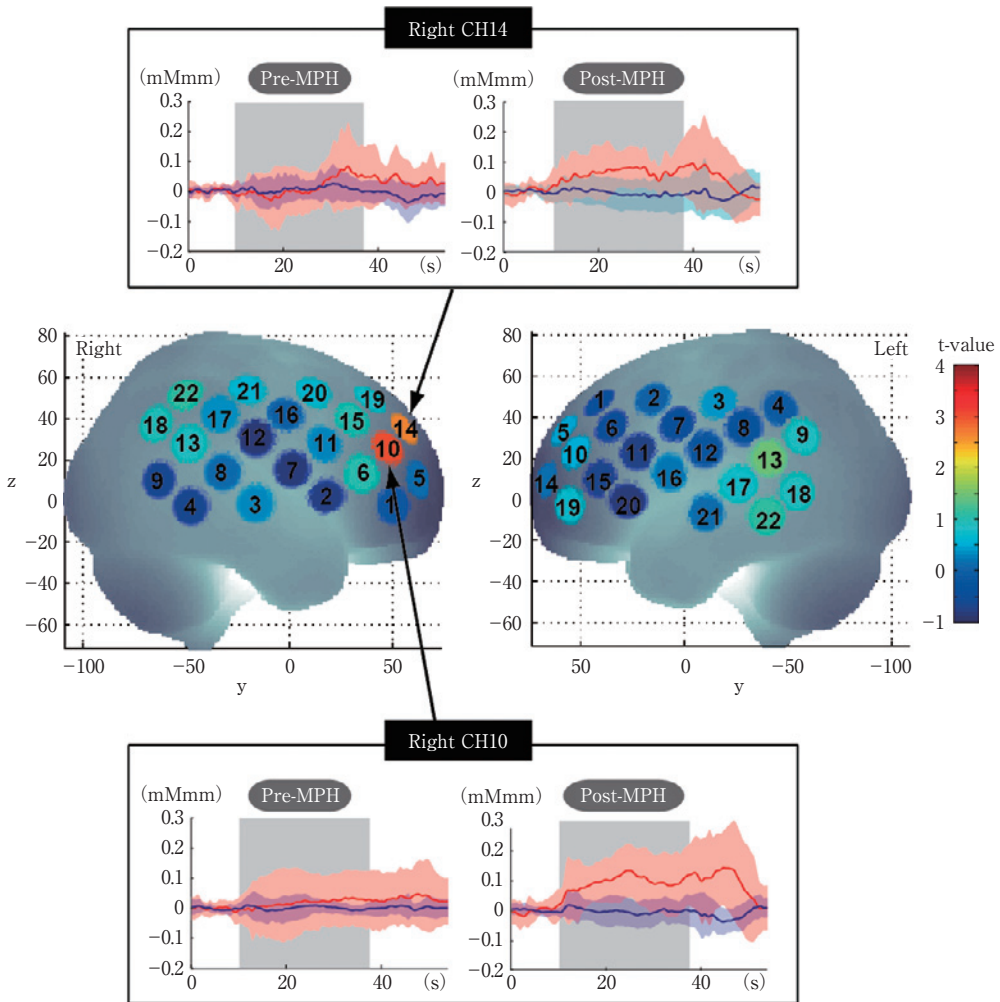 Right CH14
(mMmm) Pre-MPH (mMmm) Post-MPH
0.3 0.3
0.2 0.2
0.1 0.1
0 0
−0.1 −0.1
−0.2 −0.2
0 20 40 (s) 0 20 40 (s)
80 Right Left t-value
60 4
40 3
20 2
z 0 z 1
−20 0
−40 −1
−60
22 21 20 19
18 17 16 15 14
13 12 11 10
9 8 7 6 5
4 3 2 1
80
60
40
20
0
−20
−40
−60
1 2 3 4
5 6 7 8 9
10 11 12 13
14 15 16 17 18
19 20 21 22
−100 −50 0 50 50 0 −50 −100
y y
Right CH10
(mMmm) Pre-MPH (mMmm) Post-MPH
0.3 0.3
0.2 0.2
0.1 0.1
0 0
−0.1 −0.1
−0.2 −0.2
0 20 40 (s) 0 20 40 (s)